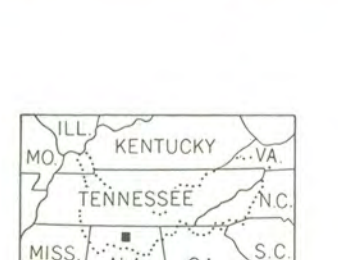 ILL.
KENTUCKY
MO.
VA.
TENNESSEE
N.C.
MISS.
S.C.